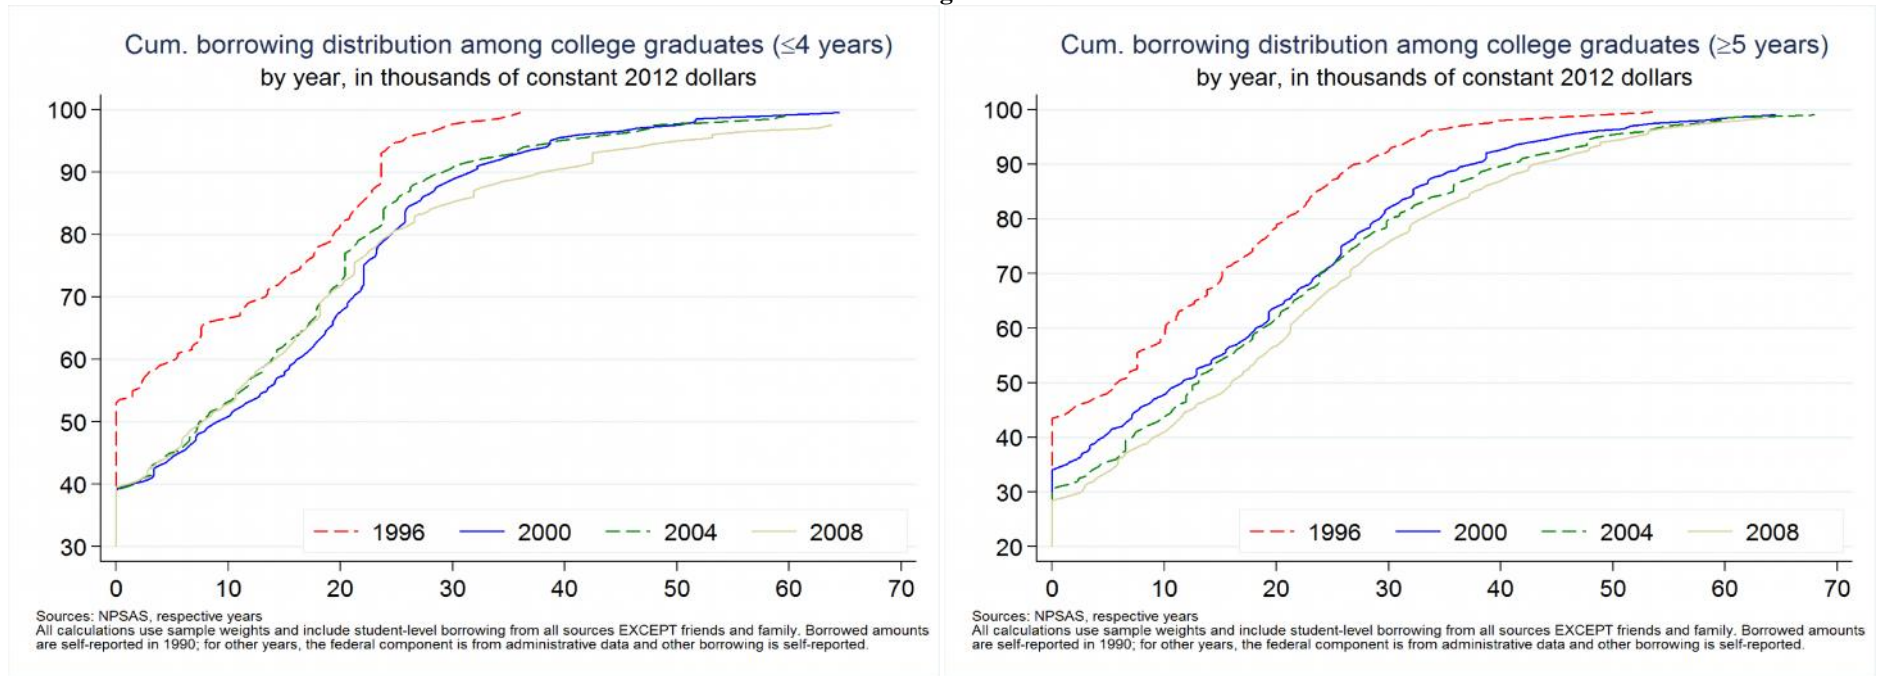 Cum. borrowing distribution among college graduates (≤4 years)
by year, in thousands of constant 2012 dollars
100
90
80
70
60
50
40
30
1996 2000 2004 2008
0 10 20 30 40 50 60 70
Sources: NPSAS, respective years
All calculations use sample weights and include student-level borrowing from all sources EXCEPT friends and family. Borrowed amounts
are self-reported in 1990; for other years, the federal component is from administrative data and other borrowing is self-reported.
Cum. borrowing distribution among college graduates (≥5 years)
by year, in thousands of constant 2012 dollars
100
90
80
70
60
50
40
30
20
1996 2000 2004 2008
0 10 20 30 40 50 60 70
Sources: NPSAS, respective years
All calculations use sample weights and include student-level borrowing from all sources EXCEPT friends and family. Borrowed amounts
are self-reported in 1990; for other years, the federal component is from administrative data and other borrowing is self-reported.